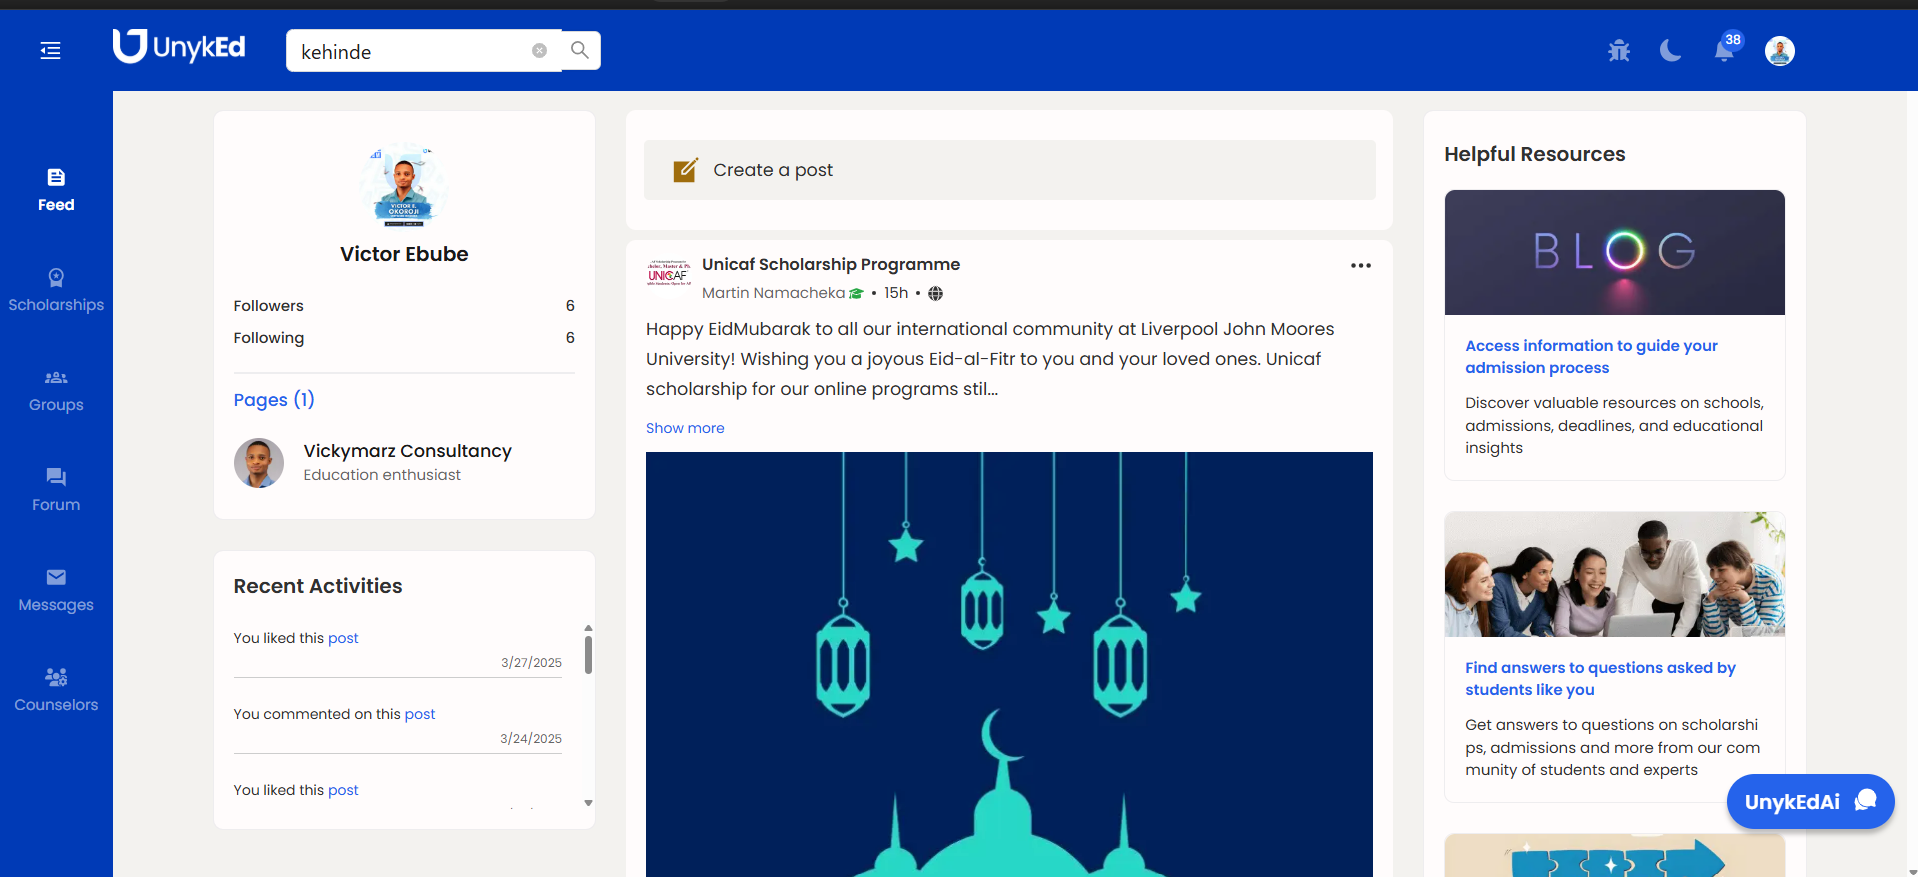 UnykEd
kehinde
38
Feed
Scholarships
Groups
Forum
Messages
Counselors
VICTOR E.
OKOROJI
Victor Ebube
Followers 6
Following 6
Pages (1)
Vickymarz Consultancy
Education enthusiast
Recent Activities
You liked this post
3/27/2025
You commented on this post
3/24/2025
You liked this post
Create a post
UNICAF
Unicaf Scholarship Programme
Martin Namacheka • 15h •
Happy EidMubarak to all our international community at Liverpool John Moores
University! Wishing you a joyous Eid-al-Fitr to you and your loved ones. Unicaf
scholarship for our online programs stil...
Show more
Helpful Resources
BLOG
Access information to guide your
admission process
Discover valuable resources on schools,
admissions, deadlines, and educational
insights
Find answers to questions asked by
students like you
Get answers to questions on scholarshi
ps, admissions and more from our com
munity of students and experts
UnykEdAi